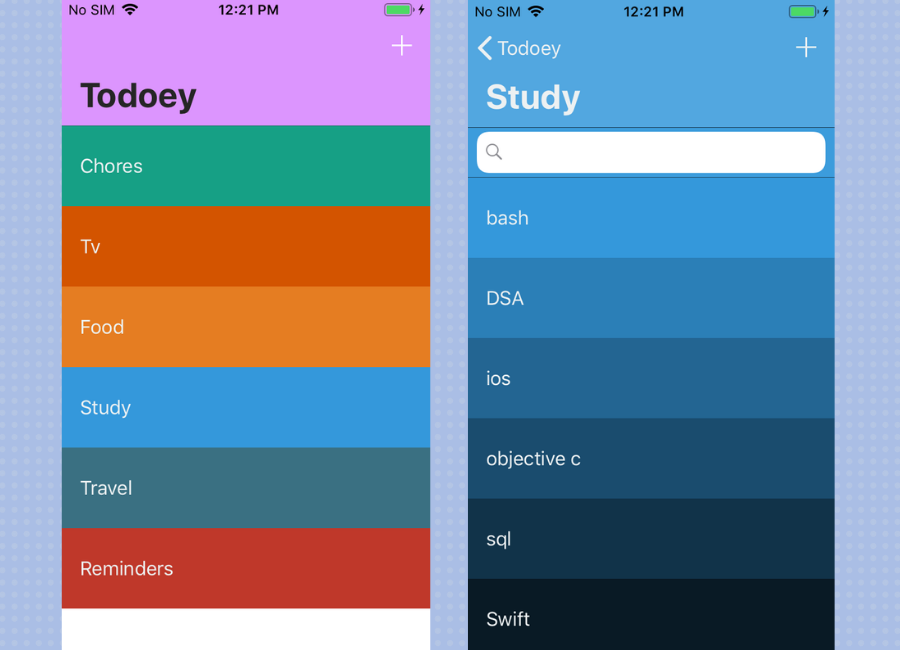 No SIM 12:21 PM
Todoey
Chores
Tv
Food
Study
Travel
Reminders
No SIM 12:21 PM
Todoey
Study
bash
DSA
ios
objective c
sql
Swift